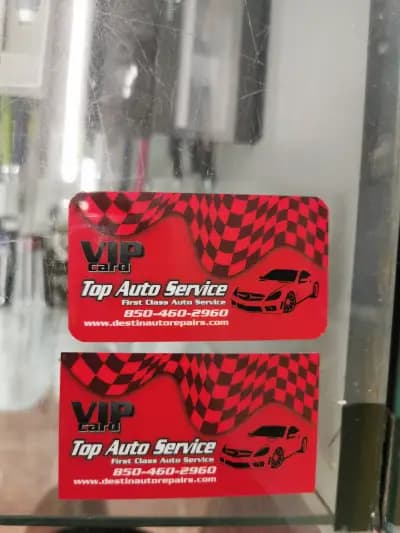 VIP
card
Top Auto Service
First Class Auto Service
850-460-2960
www.destinautorepairs.com
VIP
card
Top Auto Service
First Class Auto Service
850-460-2960
www.destinautorepairs.com